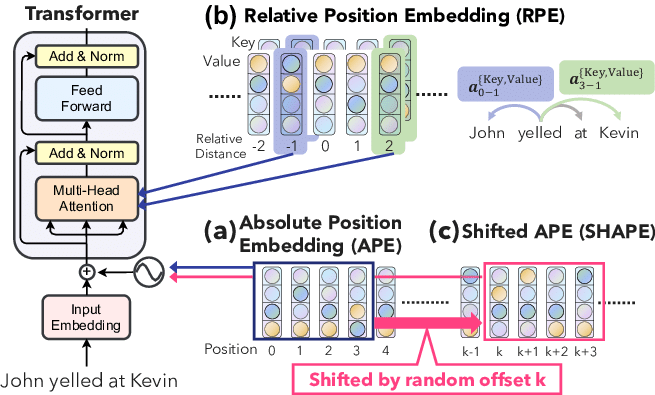 Transformer
Add & Norm
Feed
Forward
Add & Norm
Multi-Head
Attention
+
Input
Embedding
John yelled at Kevin
(b) Relative Position Embedding (RPE)
Key
Value
......
......
Relative
Distance
-2 -1 0 1 2
a_{0-1}^{{Key,Value}}
a_{3-1}^{{Key,Value}}
John yelled at Kevin
(a) Absolute Position
Embedding (APE)
Position 0 1 2 3 4
(c) Shifted APE (SHAPE)
.........
.......
k-1 k k+1 k+2 k+3
Shifted by random offset k